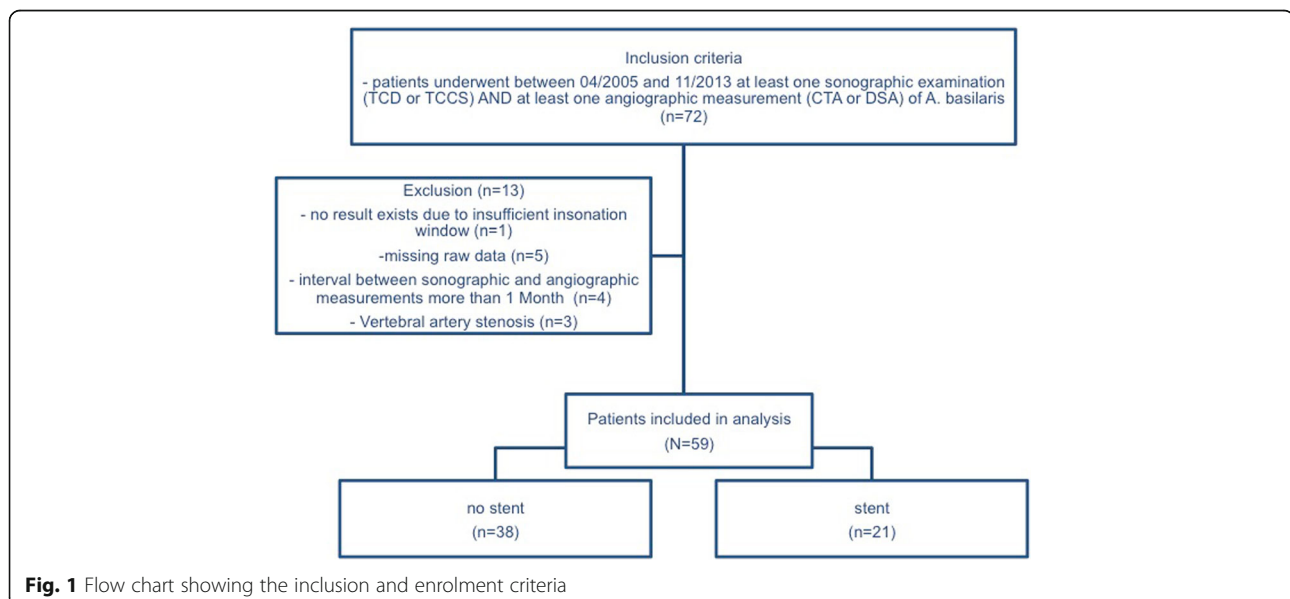 Inclusion criteria
- patients underwent between 04/2005 and 11/2013 at least one sonographic examination
(TCD or TCCS) AND at least one angiographic measurement (CTA or DSA) of A. basilaris
(n=72)
Exclusion (n=13)
- no result exists due to insufficient insonation
window (n=1)
-missing raw data (n=5)
- interval between sonographic and angiographic
measurements more than 1 Month (n=4)
- Vertebral artery stenosis (n=3)
Patients included in analysis
(N=59)
no stent
(n=38)
stent
(n=21)
Fig. 1 Flow chart showing the inclusion and enrolment criteria